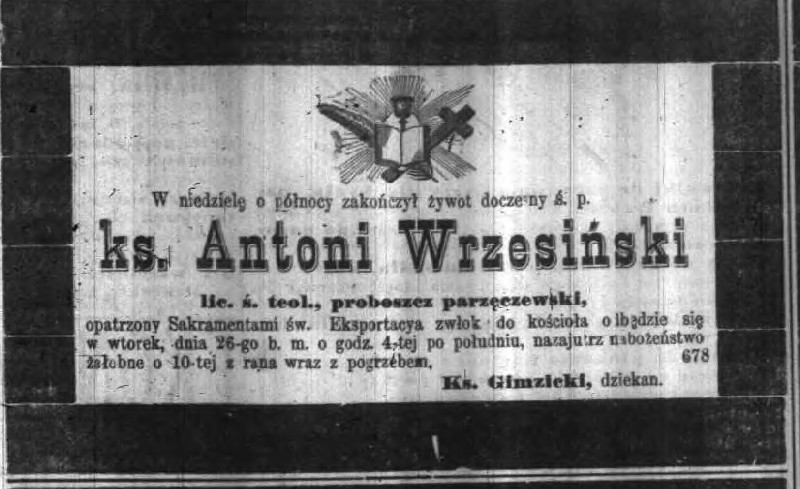 W niedzielę o północy zakończył żywot doczesny ś. p.
ks. Antoni Wrzesiński
lic. ś. teol., proboszcz parzęczewski,
opatrzony Sakramentami św. Eksportacya zwłok do kościoła olbędzie się
w wtorek, dnia 26-go b. m. o godz. 4-tej po południu, nazajutrz nabożeństwo
żałobne o 10-tej z rana wraz z pogrzebem. 678
Ks. Gimzicki, dziekan.